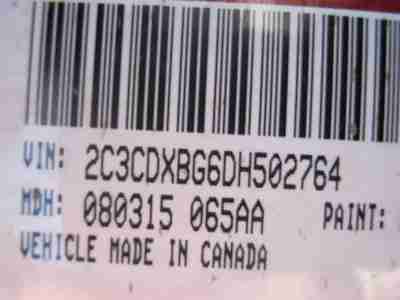 VIN: 2C3CDXBG6DH502764
MDH: 080315 065AA PAINT:
VEHICLE MADE IN CANADA